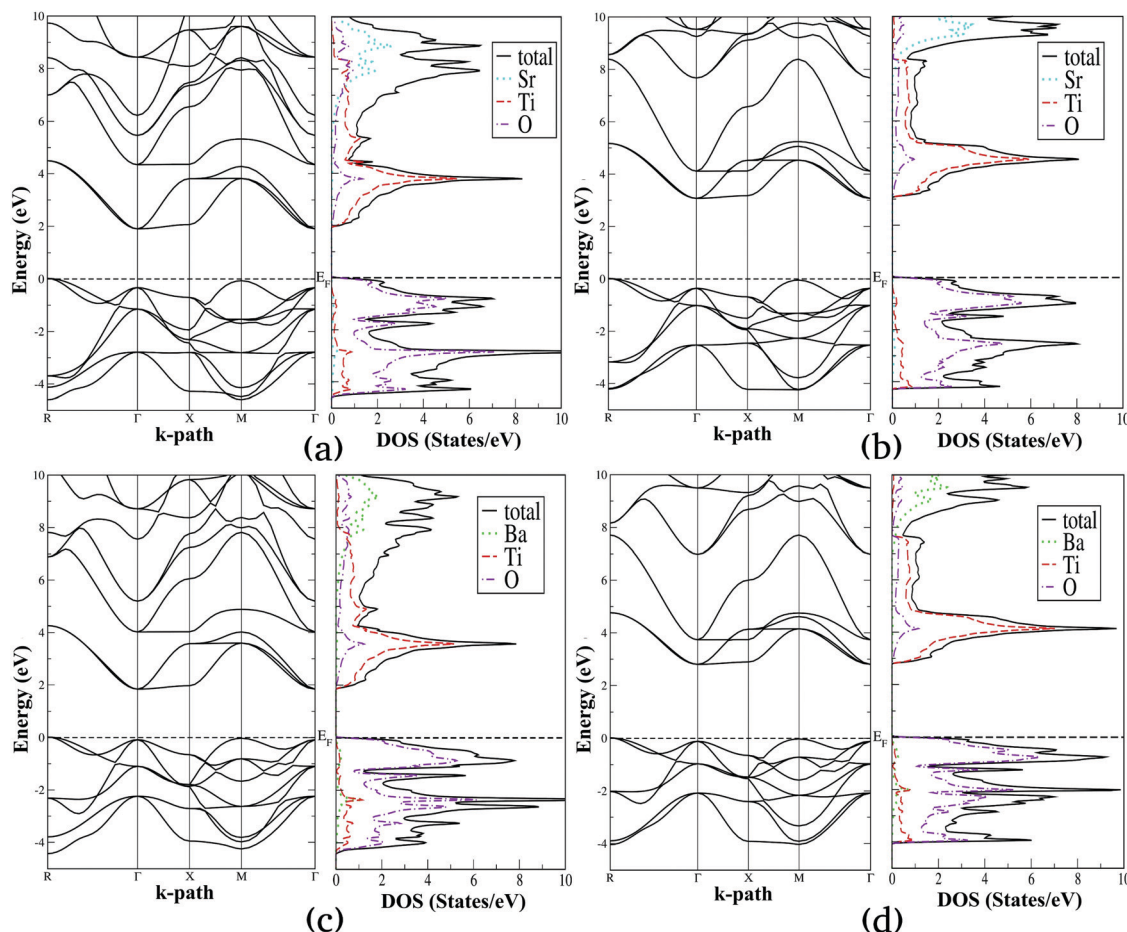 10
8
6
4
2
0
-2
-4
Energy (eV)
R
Γ
X
M
Γ
k-path
E_F
total
Sr
Ti
O
0
2
4
6
8
10
DOS (States/eV)
(a)
10
8
6
4
2
0
-2
-4
Energy (eV)
R
Γ
X
M
Γ
k-path
E_F
total
Sr
Ti
O
0
2
4
6
8
10
DOS (States/eV)
(b)
10
8
6
4
2
0
-2
-4
Energy (eV)
R
Γ
X
M
Γ
k-path
E_F
total
Ba
Ti
O
0
2
4
6
8
10
DOS (States/eV)
(c)
10
8
6
4
2
0
-2
-4
Energy (eV)
R
Γ
X
M
Γ
k-path
E_F
total
Ba
Ti
O
0
2
4
6
8
10
DOS (States/eV)
(d)